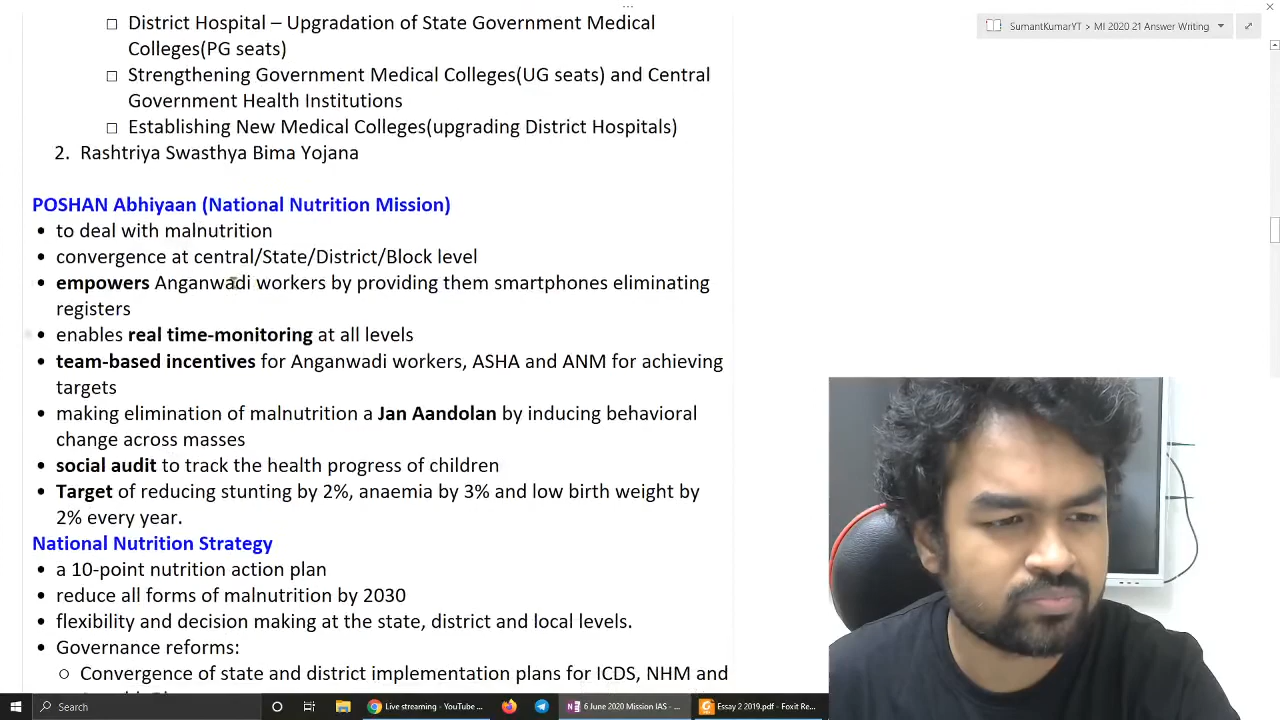 □ District Hospital – Upgradation of State Government Medical
Colleges(PG seats)
□ Strengthening Government Medical Colleges(UG seats) and Central
Government Health Institutions
□ Establishing New Medical Colleges(upgrading District Hospitals)
2. Rashtriya Swasthya Bima Yojana
POSHAN Abhiyaan (National Nutrition Mission)
• to deal with malnutrition
• convergence at central/State/District/Block level
• empowers Anganwadi workers by providing them smartphones eliminating
registers
• enables real time-monitoring at all levels
• team-based incentives for Anganwadi workers, ASHA and ANM for achieving
targets
• making elimination of malnutrition a Jan Aandolan by inducing behavioral
change across masses
• social audit to track the health progress of children
• Target of reducing stunting by 2%, anaemia by 3% and low birth weight by
2% every year.
National Nutrition Strategy
• a 10-point nutrition action plan
• reduce all forms of malnutrition by 2030
• flexibility and decision making at the state, district and local levels.
• Governance reforms:
○ Convergence of state and district implementation plans for ICDS, NHM and
SumantKumarYT > MI 2020 21 Answer Writing
Search
Live streaming - YouTube ...
6 June 2020 Mission IAS - ...
Essay 2 2019.pdf - Foxit Re...